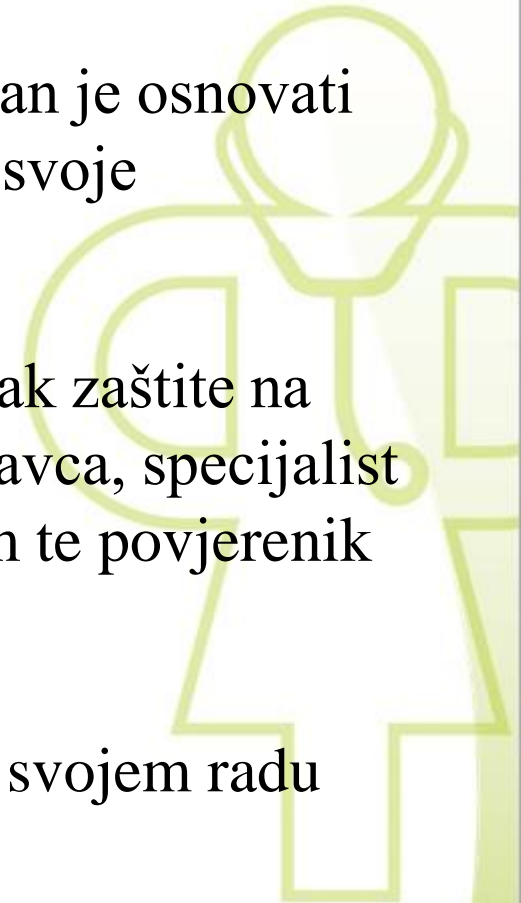 an je osnovati
svoje
ak zaštite na
avca, specijalist
te povjerenik
svojem radu